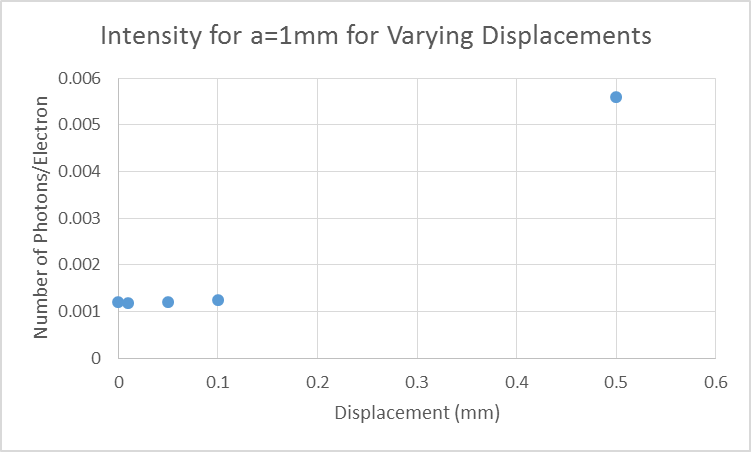 Intensity for a=1mm for Varying Displacements
Number of Photons/Electron
0.006
0.005
0.004
0.003
0.002
0.001
0
0 0.1 0.2 0.3 0.4 0.5 0.6
Displacement (mm)